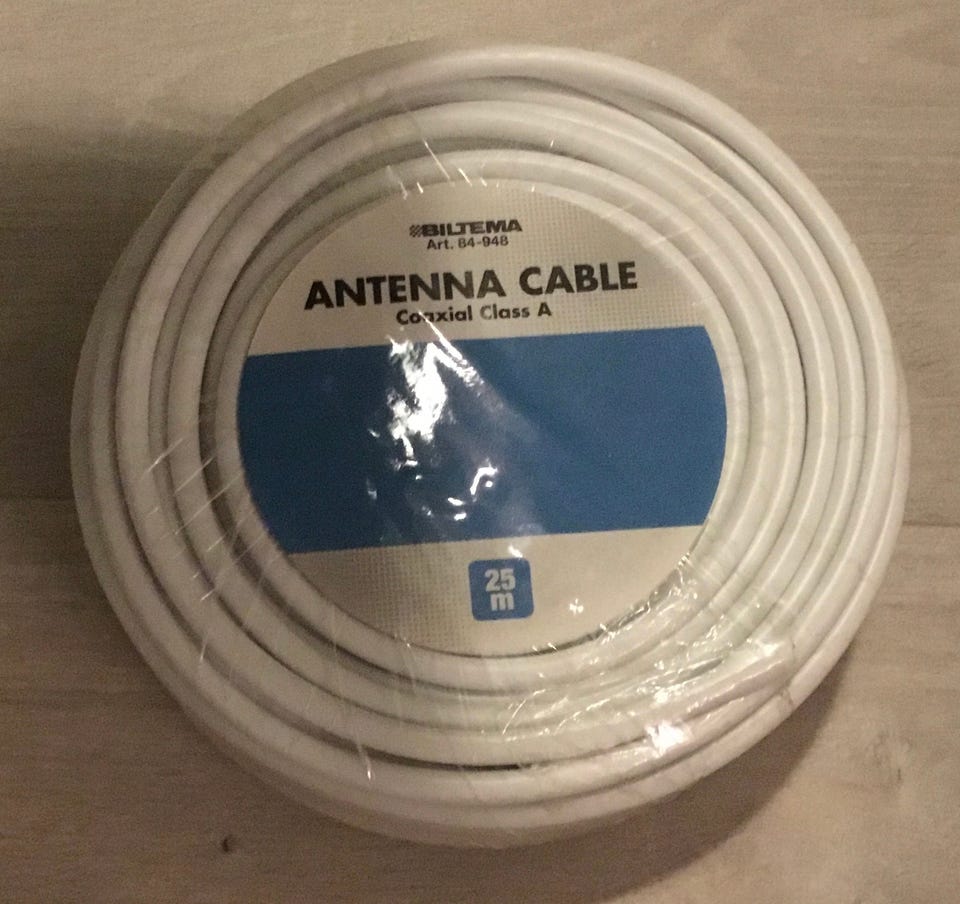 BILTEMA
Art. 84-948
ANTENNA CABLE
Coaxial Class A
25
m